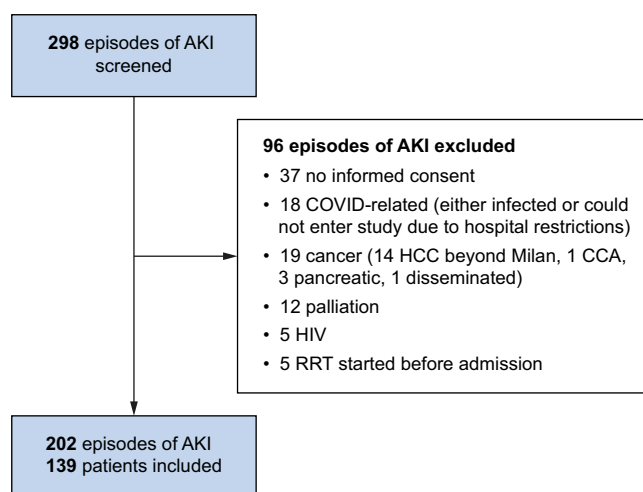 298 episodes of AKI
screened
96 episodes of AKI excluded
• 37 no informed consent
• 18 COVID-related (either infected or could
not enter study due to hospital restrictions)
• 19 cancer (14 HCC beyond Milan, 1 CCA,
3 pancreatic, 1 disseminated)
• 12 palliation
• 5 HIV
• 5 RRT started before admission
202 episodes of AKI
139 patients included